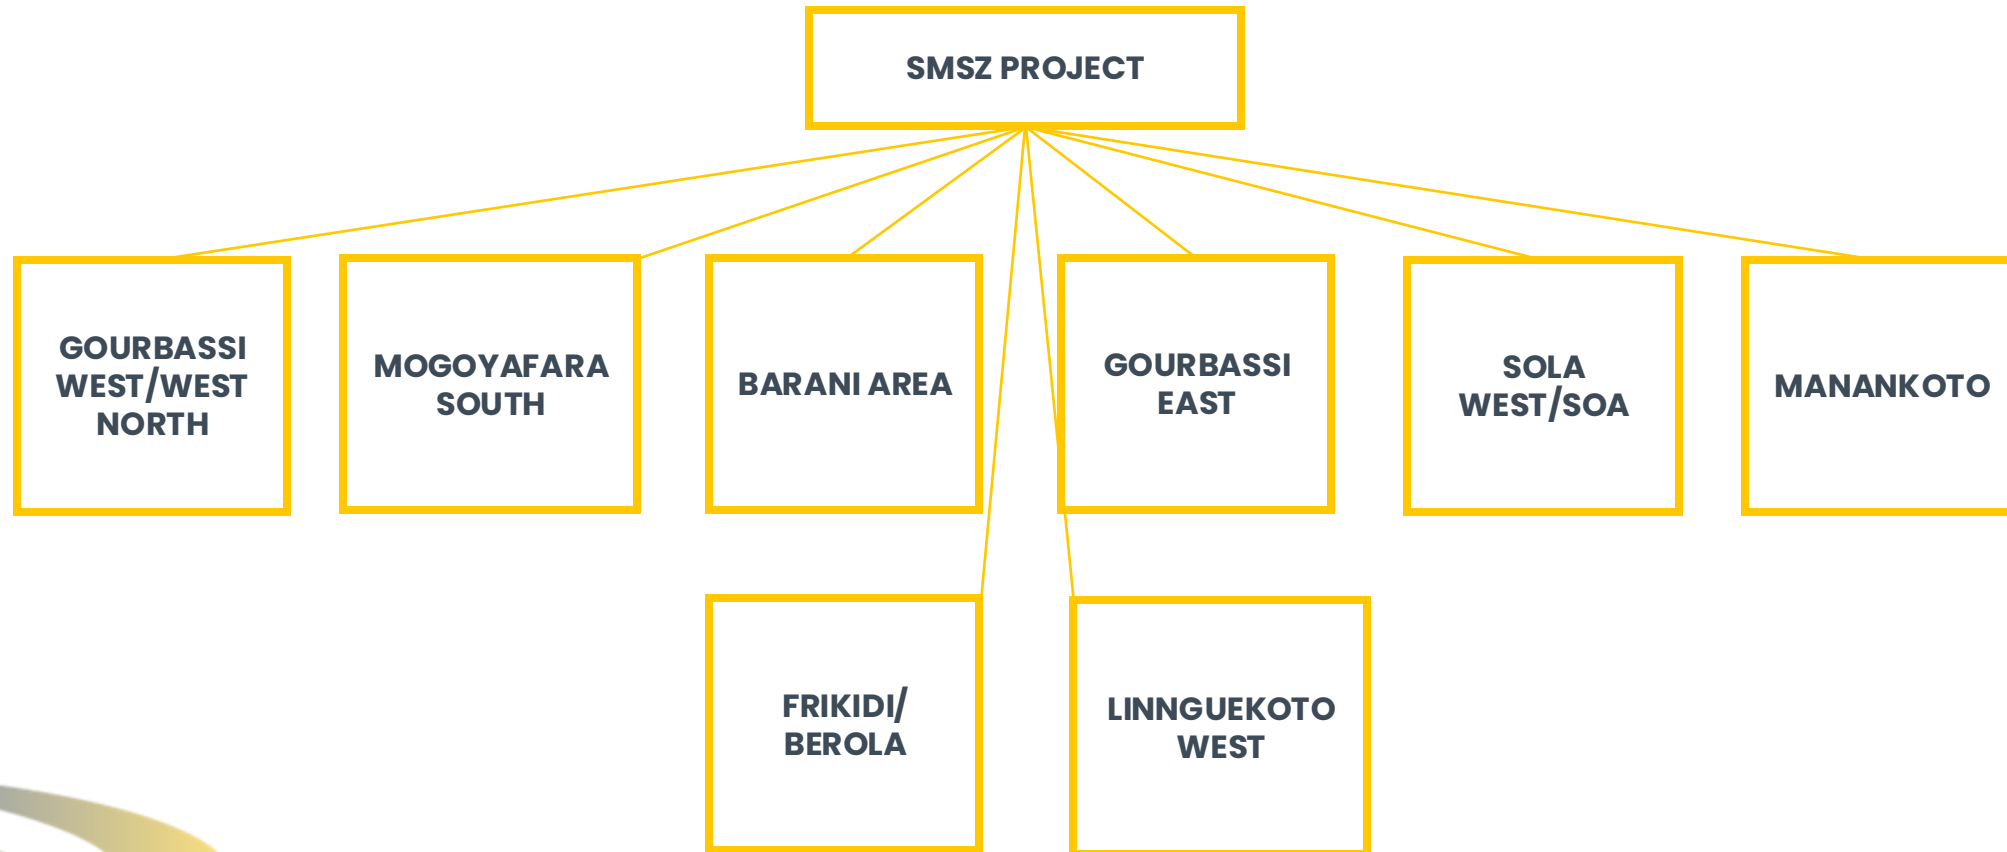 SMSZ PROJECT
GOURBASSI
WEST/WEST
NORTH
MOGOYAFARA
SOUTH
BARANI AREA
GOURBASSI
EAST
SOLA
WEST/SOA
MANANKOTO
FRIKIDI/
BEROLA
LINNGUEKOTO
WEST